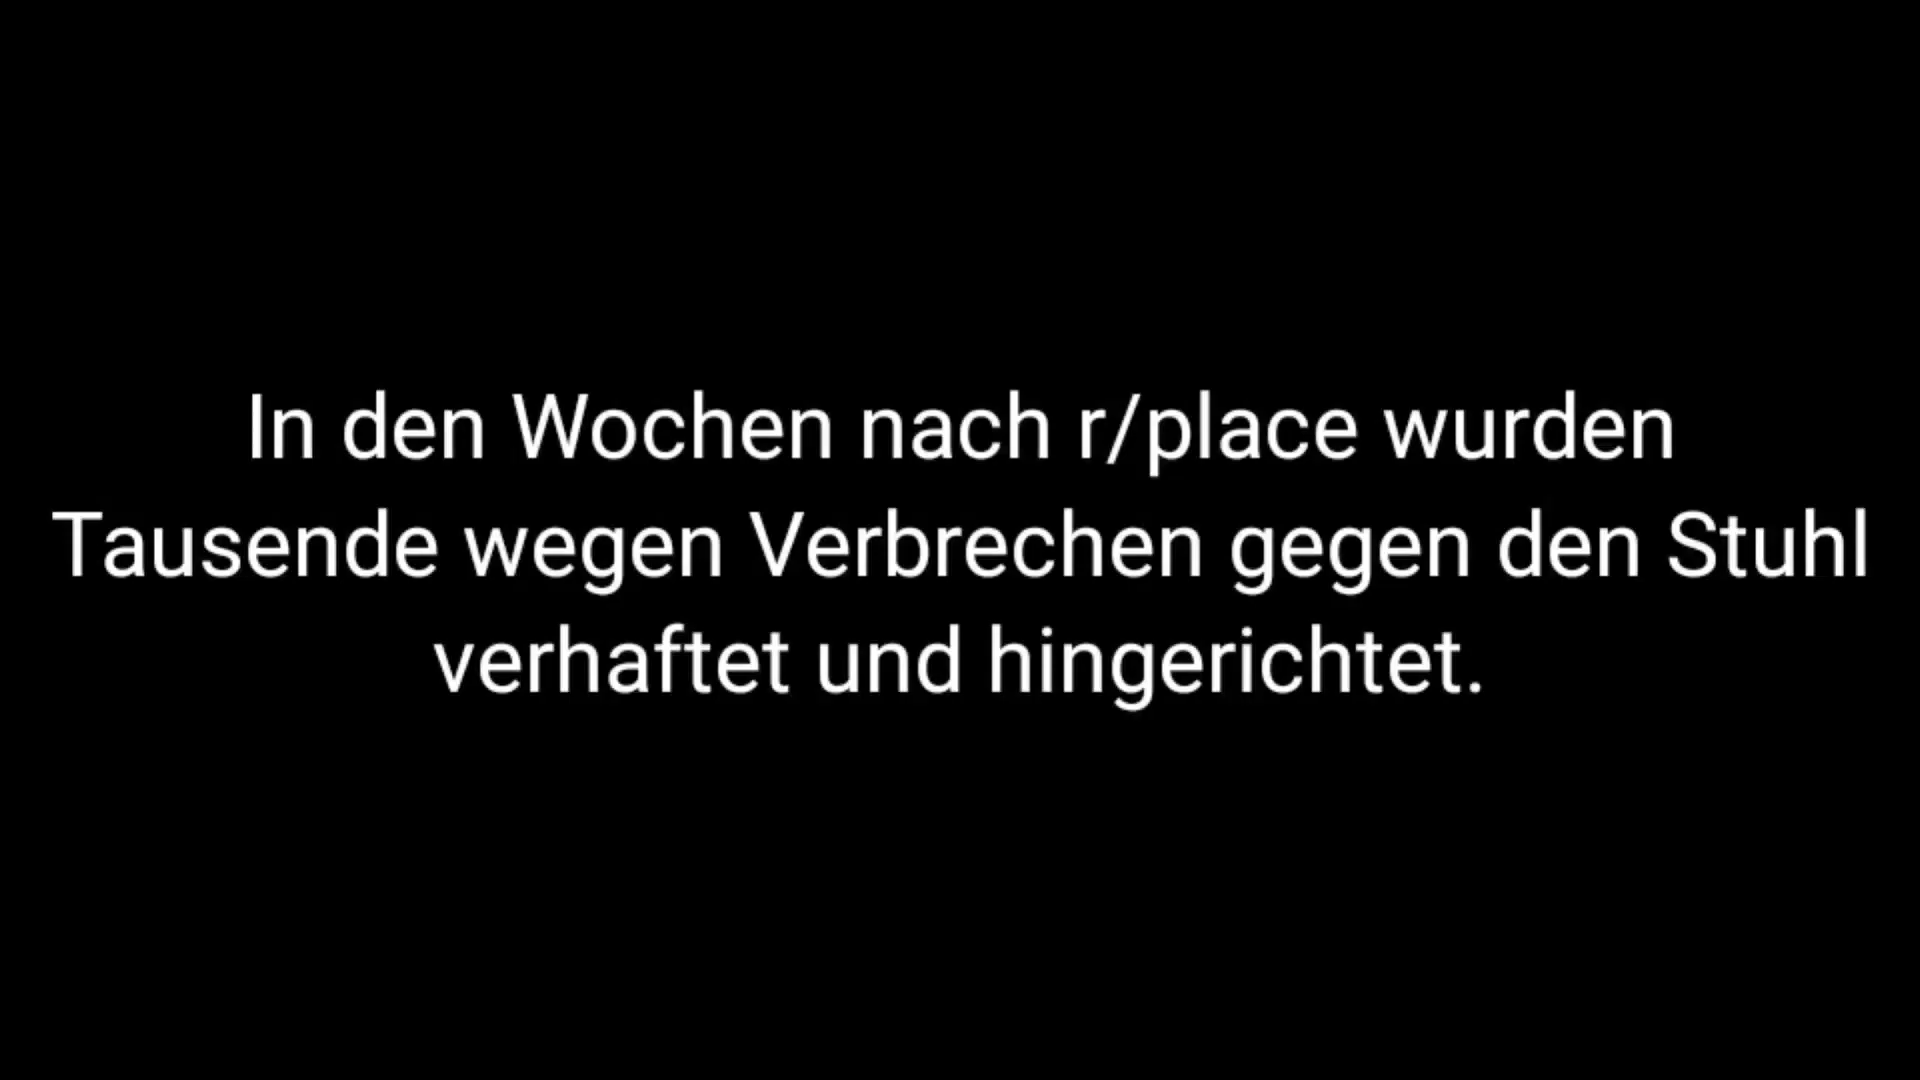 In den Wochen nach r/place wurden
Tausende wegen Verbrechen gegen den Stuhl
verhaftet und hingerichtet.